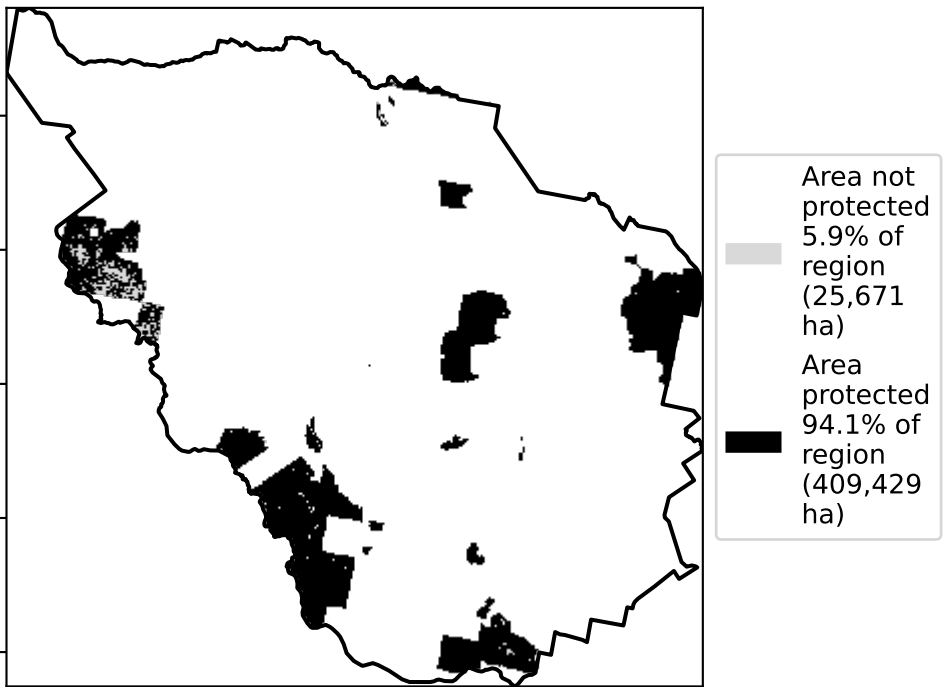 Area not
protected
5.9% of
region
(25,671
ha)
Area
protected
94.1% of
region
(409,429
ha)